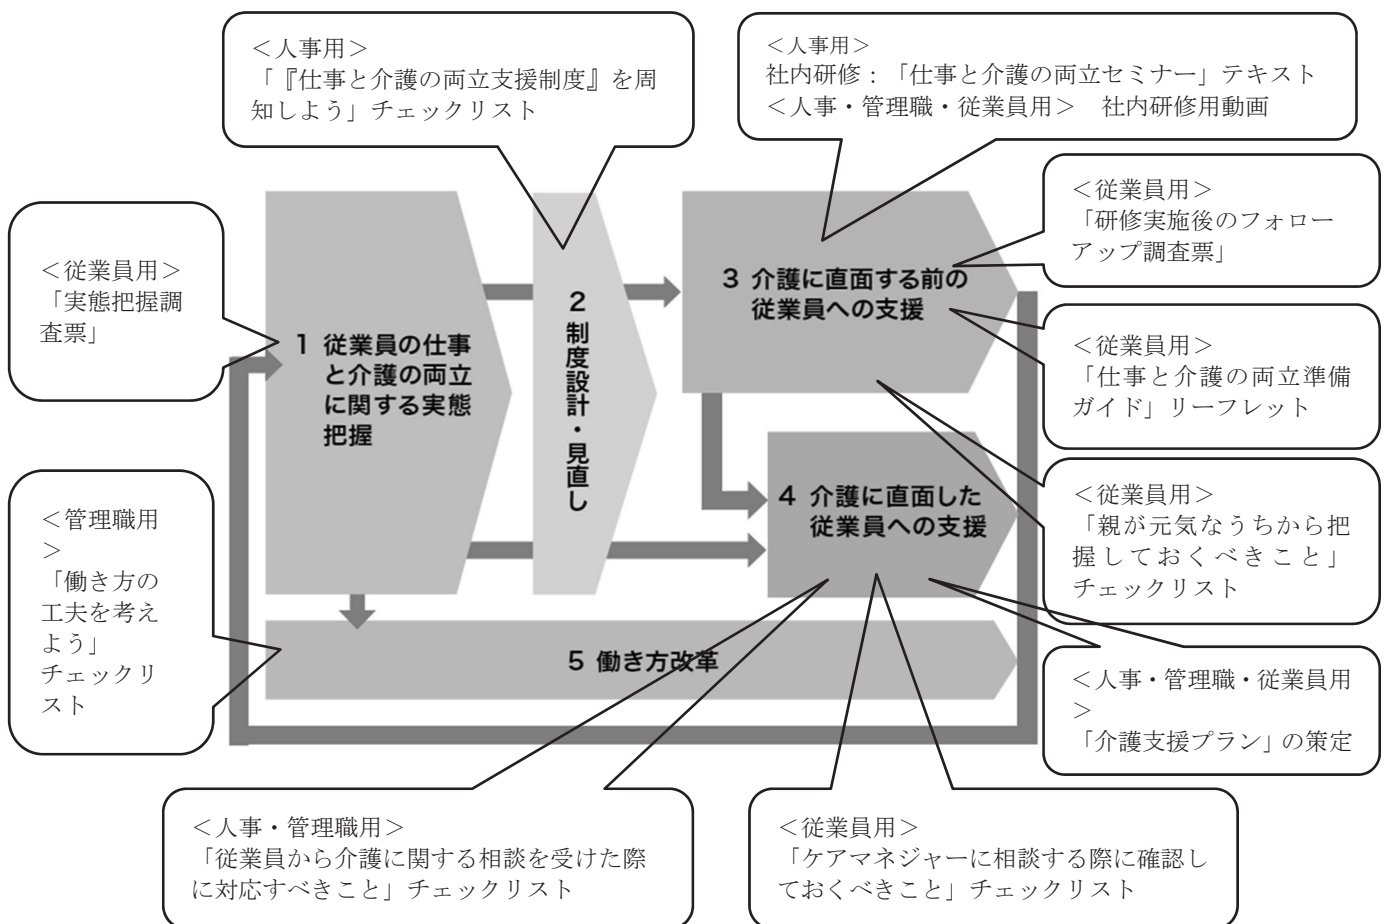 ＜人事用＞
「『仕事と介護の両立支援制度』を周
知しよう」チェックリスト
＜人事用＞
社内研修：「仕事と介護の両立セミナー」テキスト
＜人事・管理職・従業員用＞　社内研修用動画
＜従業員用＞
「研修実施後のフォロー
アップ調査票」
＜従業員用＞
「実態把握調
査票」
1 従業員の仕事
と介護の両立
に関する実態
把握
2 制度設計・見直し
3 介護に直面する前の
従業員への支援
＜従業員用＞
「仕事と介護の両立準備
ガイド」リーフレット
＜管理職用
＞
「働き方の
工夫を考え
よう」
チェックリ
スト
4 介護に直面した
従業員への支援
＜従業員用＞
「親が元気なうちから把
握しておくべきこと」
チェックリスト
5 働き方改革
＜人事・管理職・従業員用
＞
「介護支援プラン」の策定
＜人事・管理職用＞
「従業員から介護に関する相談を受けた際
に対応すべきこと」チェックリスト
＜従業員用＞
「ケアマネジャーに相談する際に確認し
ておくべきこと」チェックリスト